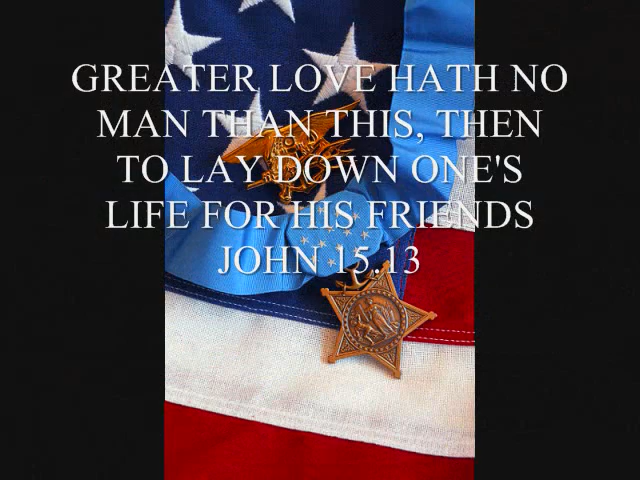 GREATER LOVE HATH NO
MAN THAN THIS, THEN
TO LAY DOWN ONE'S
LIFE FOR HIS FRIENDS
JOHN 15.13